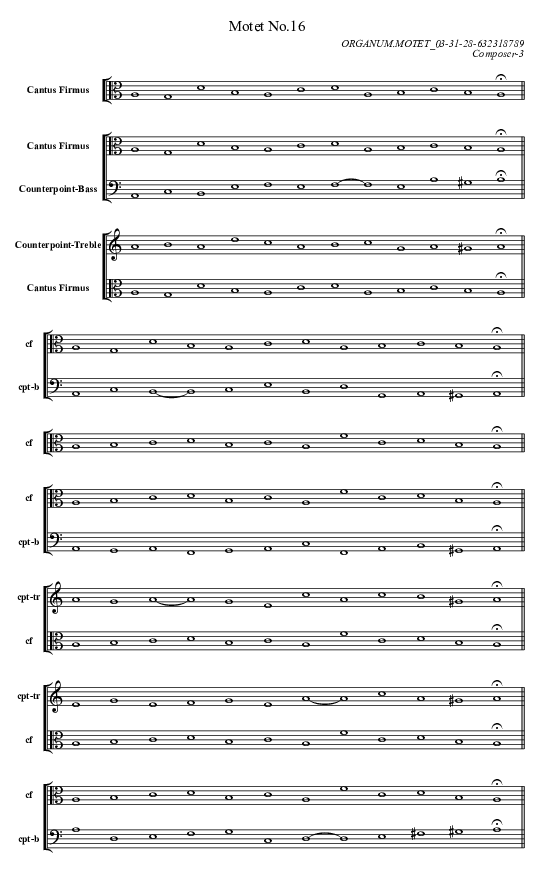 Motet No.16
ORGANUM.MOTET_03-31-28-632318789
Composer-3
Cantus Firmus
Cantus Firmus
Counterpoint-Bass
Counterpoint-Treble
Cantus Firmus
cf
cpt-b
cf
cf
cpt-b
cpt-tr
cf
cpt-tr
cf
cf
cpt-b